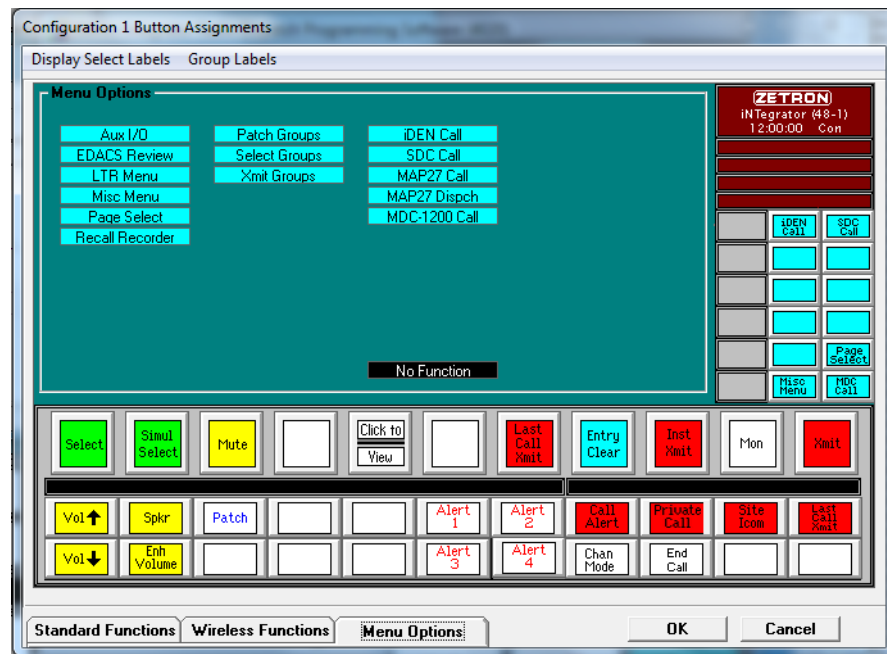 Configuration 1 Button Assignments
Display Select Labels Group Labels
Menu Options
Aux I/O Patch Groups iDEN Call
EDACS Review Select Groups SDC Call
LTR Menu Xmit Groups MAP27 Call
Misc Menu MAP27 Dispch
Page Select MDC-1200 Call
Recall Recorder
No Function
ZETRON
iNTegrator (48-1)
12:00:00 Con
iDEN Call
SDC Call
Page Select
Misc Menu
MDC Call
Select
Simul Select
Mute
Click to View
Last Call Xmit
Entry Clear
Inst Xmit
Mon
Xmit
Vol
Spkr
Patch
Alert 1
Alert 2
Call Alert
Private Call
Site Icom
Last Call Xmit
Vol
Enh Volume
Alert 3
Alert 4
Chan Mode
End Call
Standard Functions Wireless Functions Menu Options OK Cancel